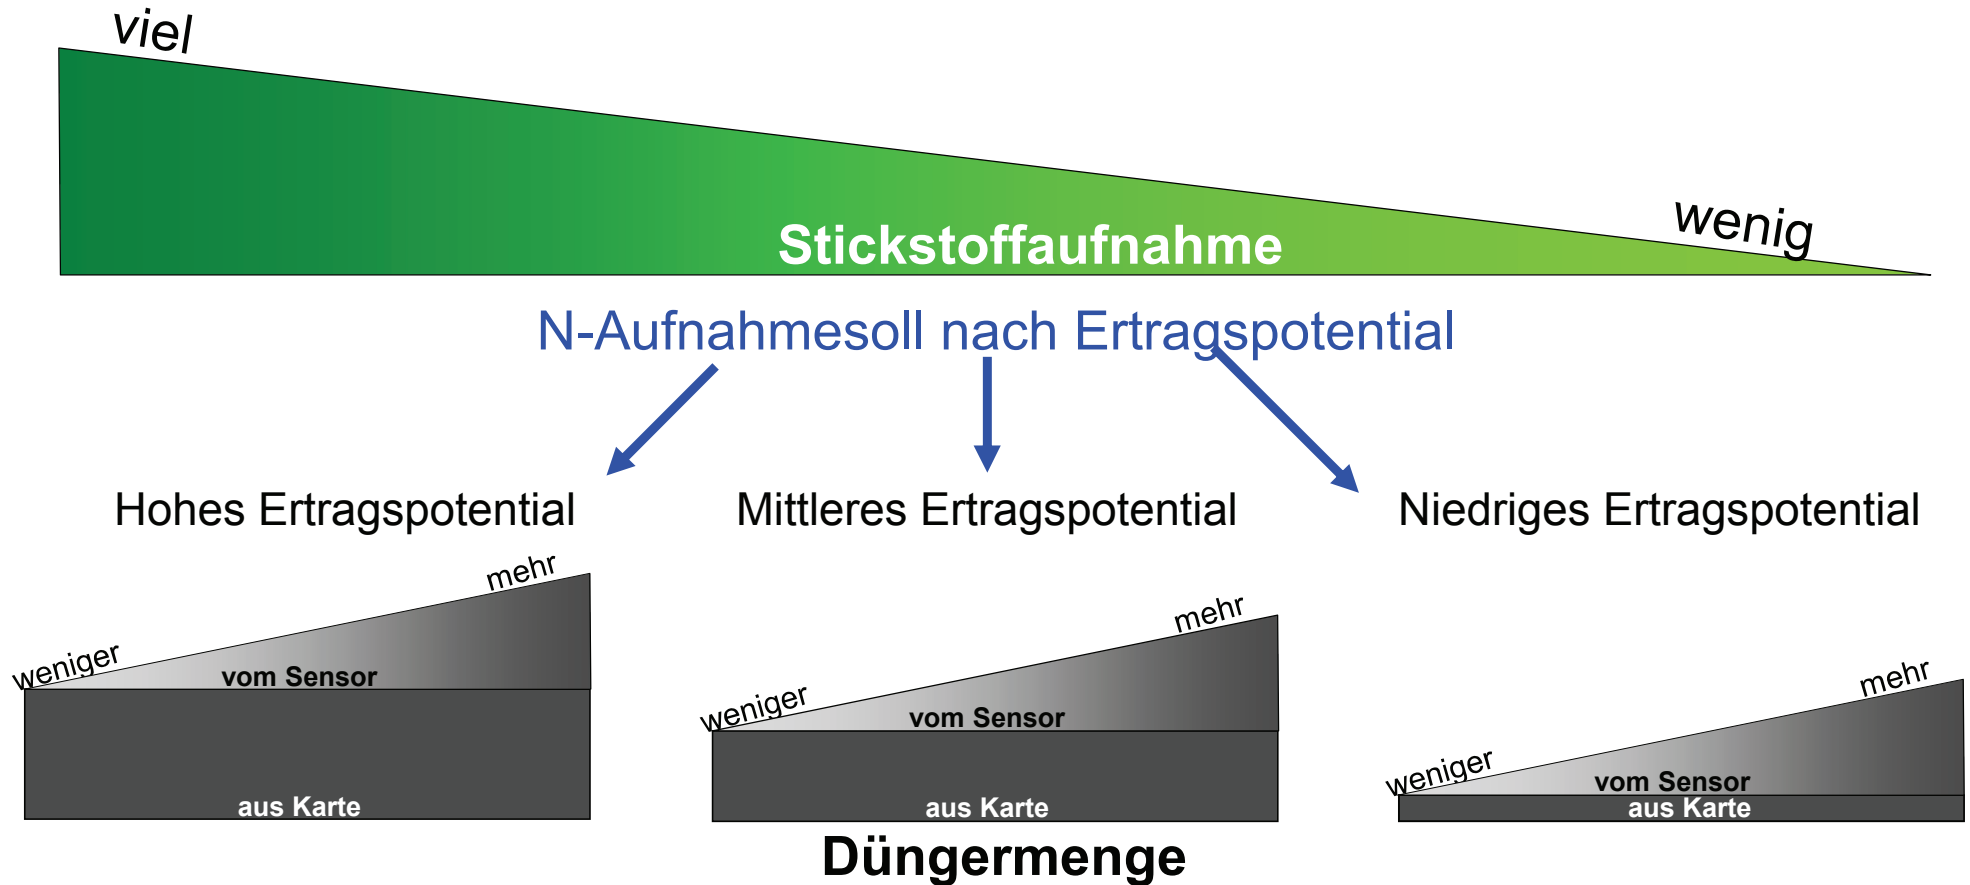 viel
wenig
Stickstoffaufnahme
N-Aufnahmesoll nach Ertragspotential
Hohes Ertragspotential
Mittleres Ertragspotential
Niedriges Ertragspotential
weniger
mehr
vom Sensor
aus Karte
weniger
mehr
vom Sensor
aus Karte
weniger
mehr
vom Sensor
aus Karte
Düngermenge